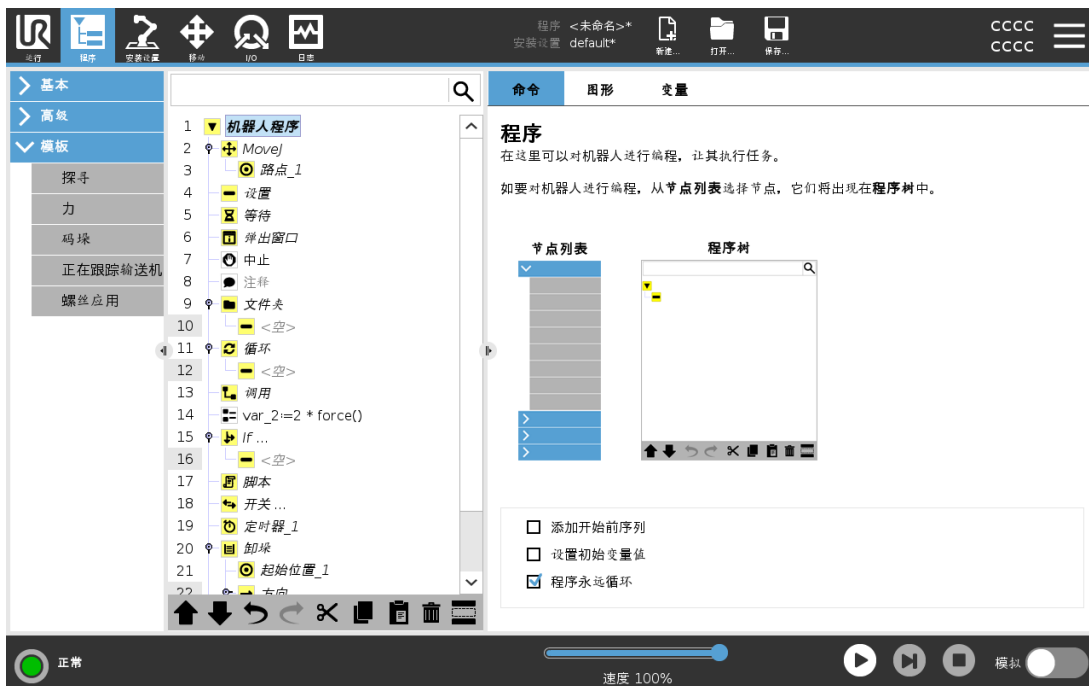 UR
运行
程序
安装设置
移动
I/O
日志
程序 <未命名>*
安装设置 default*
新建...
打开...
保存...
CCCC
CCCC
基本
高级
模板
探寻
力
码垛
正在跟踪输送机
螺丝应用
1 机器人程序
2 MoveJ
3 路点_1
4 设置
5 等待
6 弹出窗口
7 中止
8 注释
9 文件夹
10 <空>
11 循环
12 <空>
13 调用
14 var_2:=2 * force()
15 If ...
16 <空>
17 脚本
18 开关 ...
19 定时器_1
20 卸垛
21 起始位置_1
22 方向
命令 图形 变量
程序
在这里可以对机器人进行编程，让其执行任务。
如要对机器人进行编程，从节点列表选择节点，它们将出现在程序树中。
节点列表
程序树
添加开始前序列
设置初始变量值
程序永远循环
正常
速度 100%
模拟